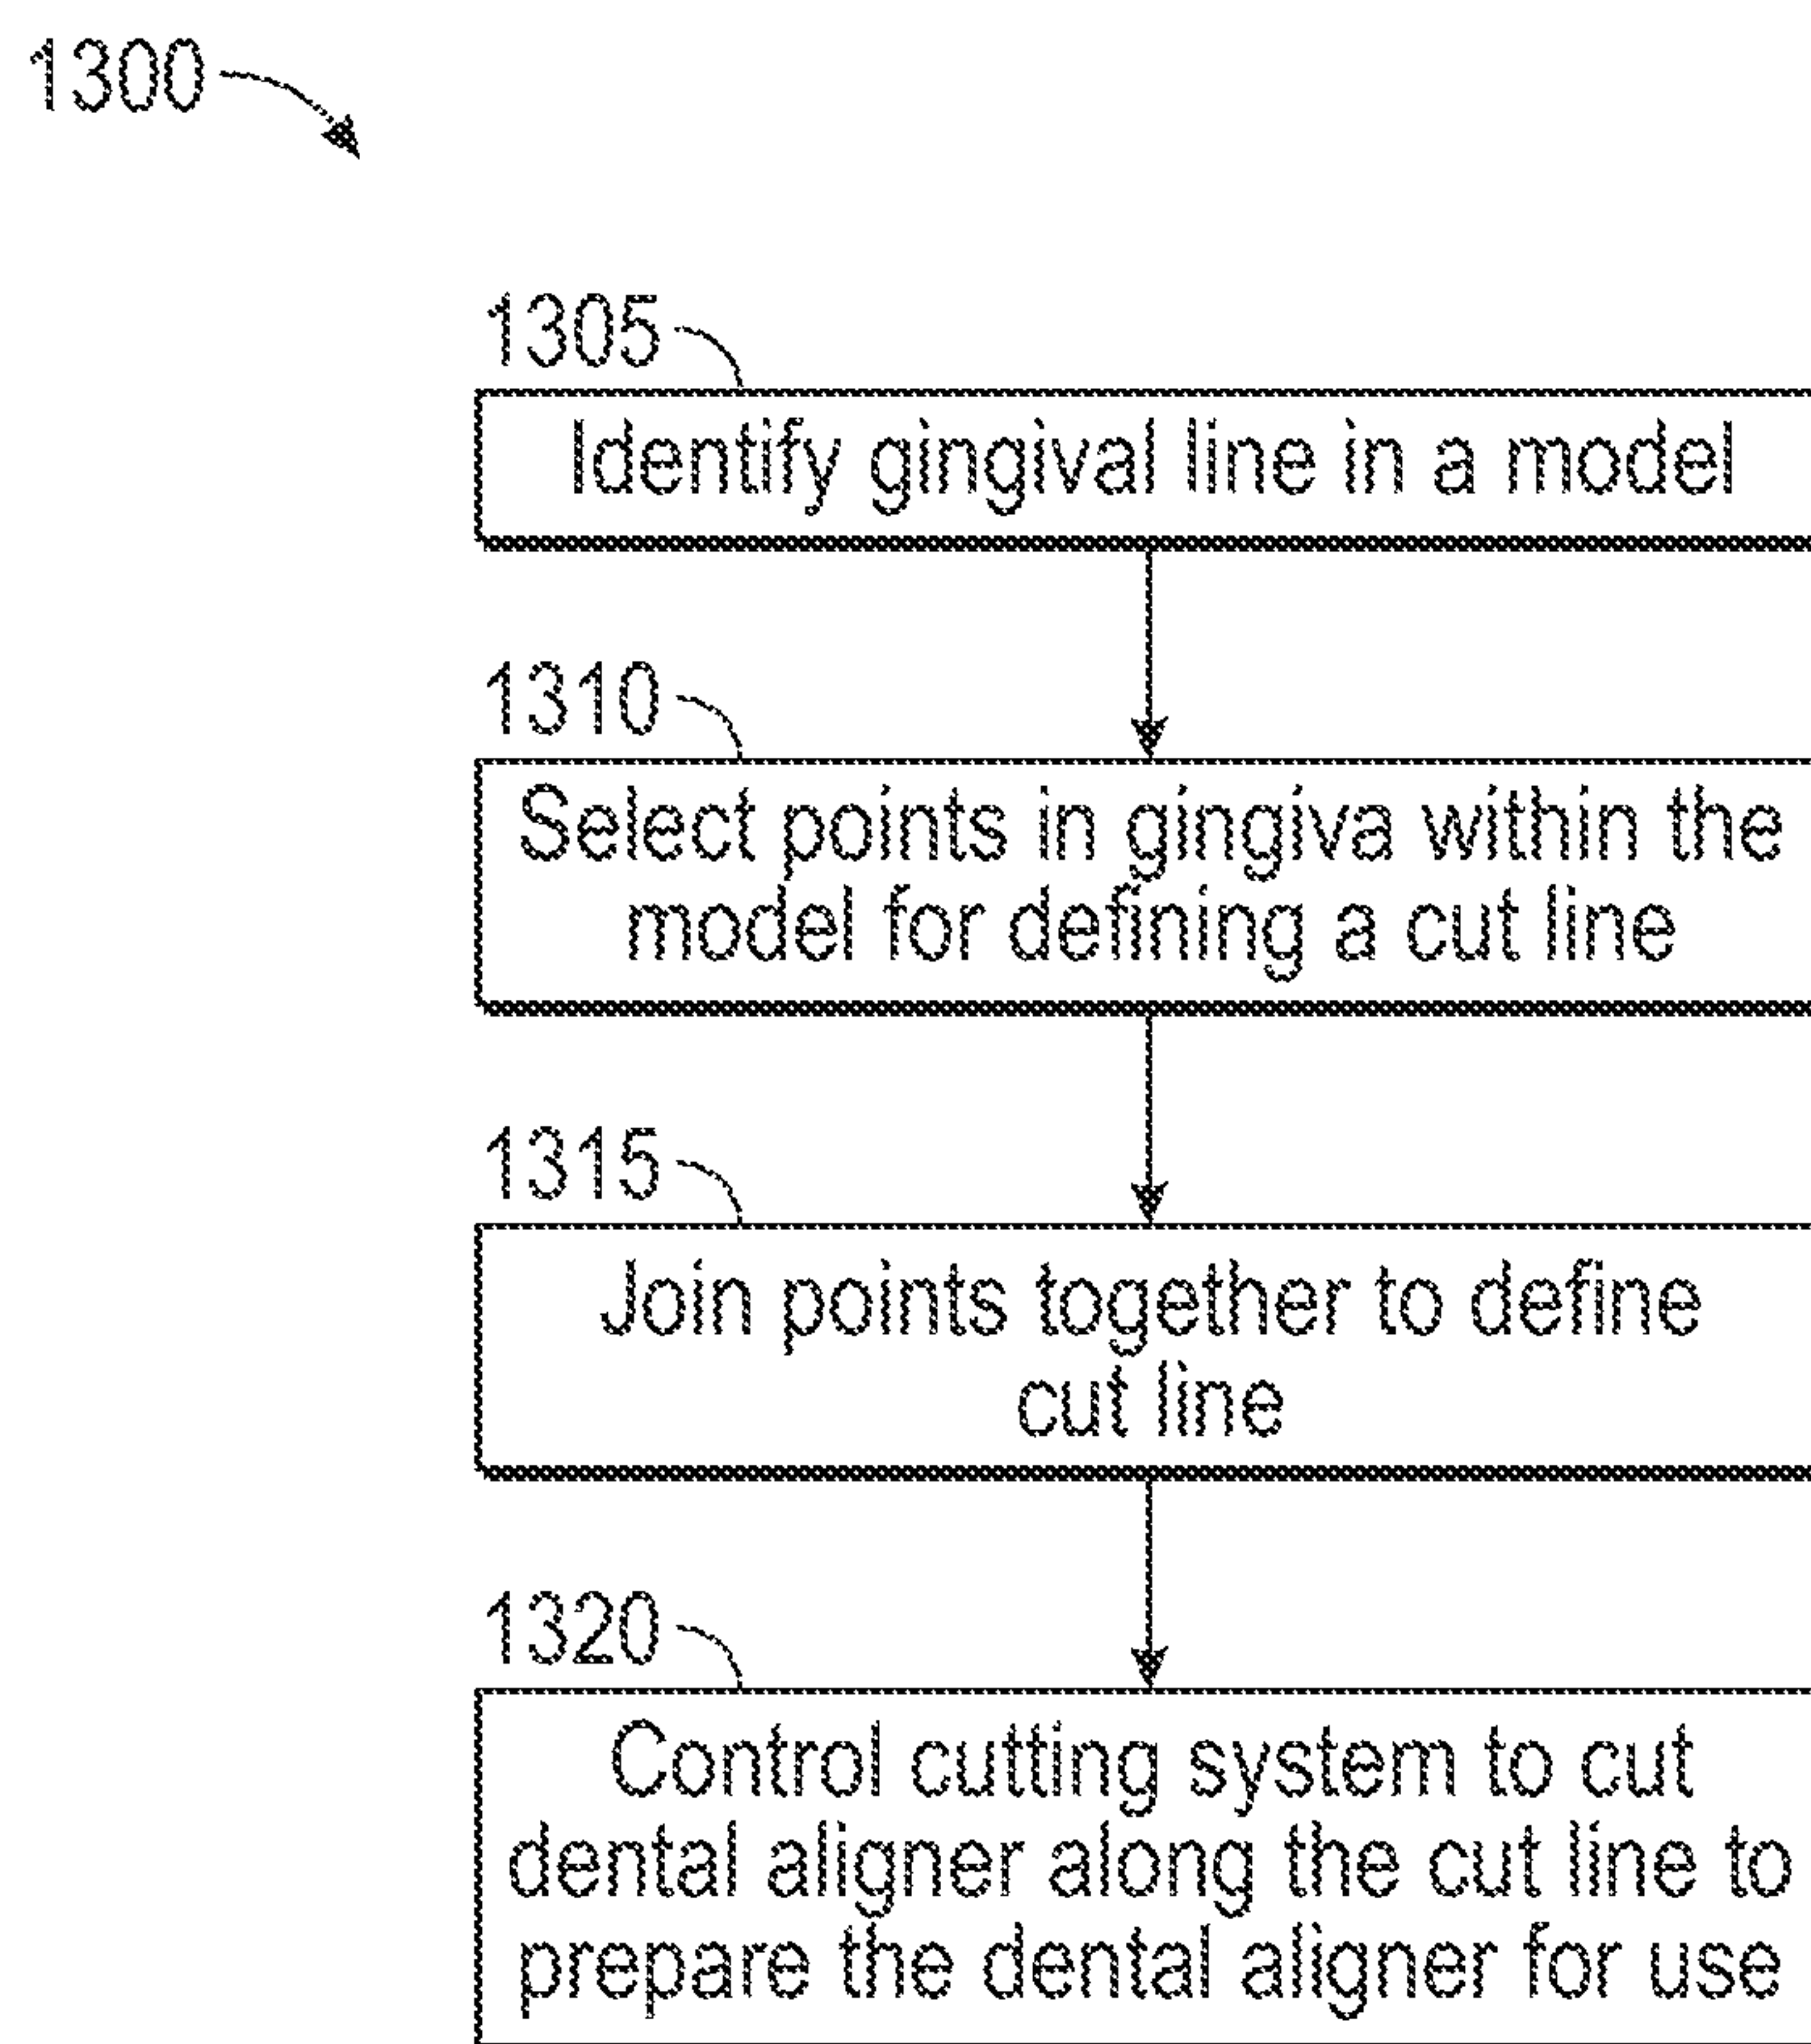 1300
1305
Identify gingival line in a model
1310
Select points in gingiva within the
model for defining a cut line
1315
Join points together to define
cut line
1320
Control cutting system to cut
dental aligner along the cut line to
prepare the dental aligner for use